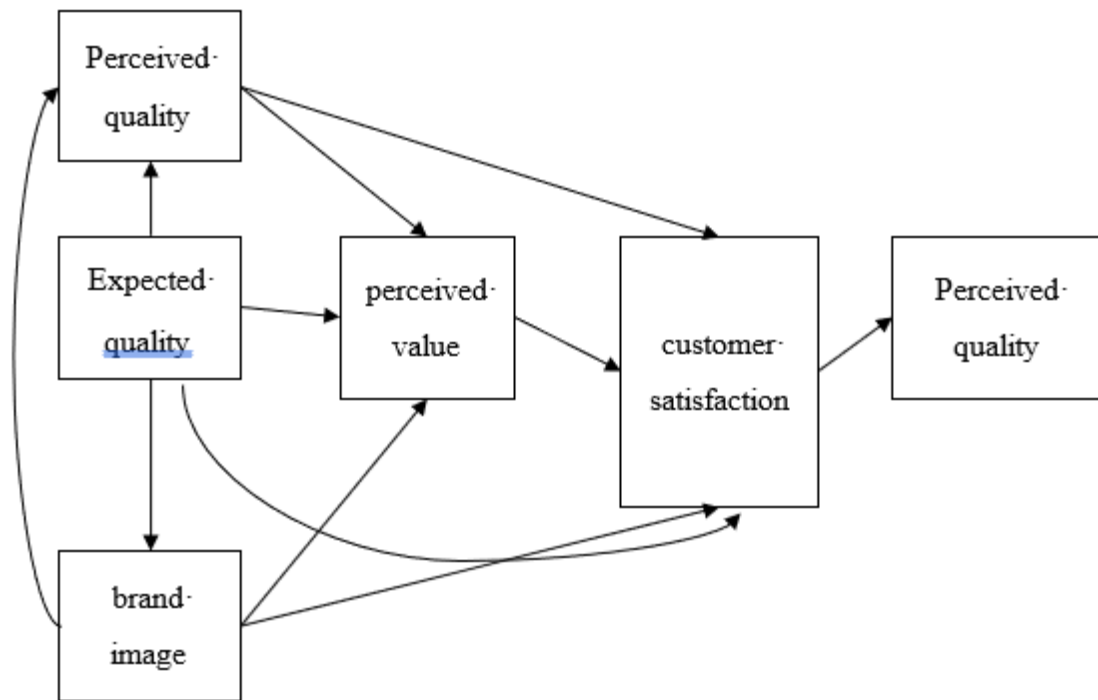 Perceived·
quality
Expected·
quality
perceived·
value
customer·
satisfaction
Perceived·
quality
brand·
image